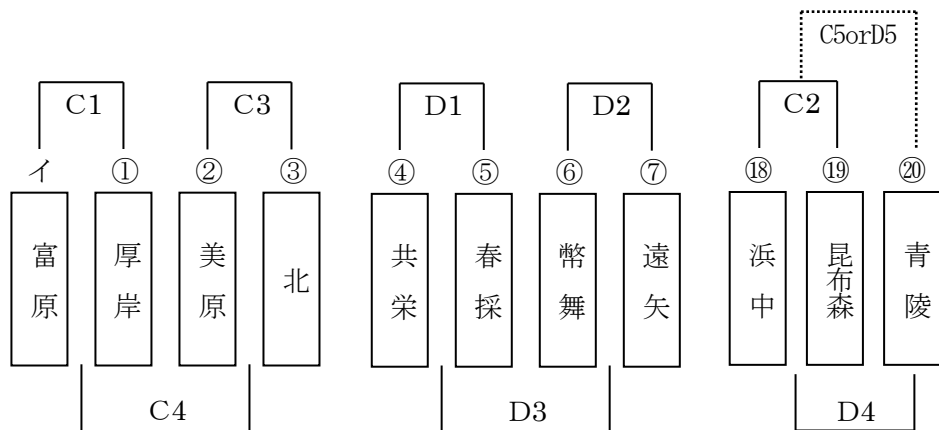 C5orD5
C1 C3 D1 D2 C2
イ ① ② ③ ④ ⑤ ⑥ ⑦ ⑱ ⑲ ⑳
富原 厚岸 美原 北 共栄 春採 幣舞 遠矢 浜中 昆布森 青陵
C4 D3 D4